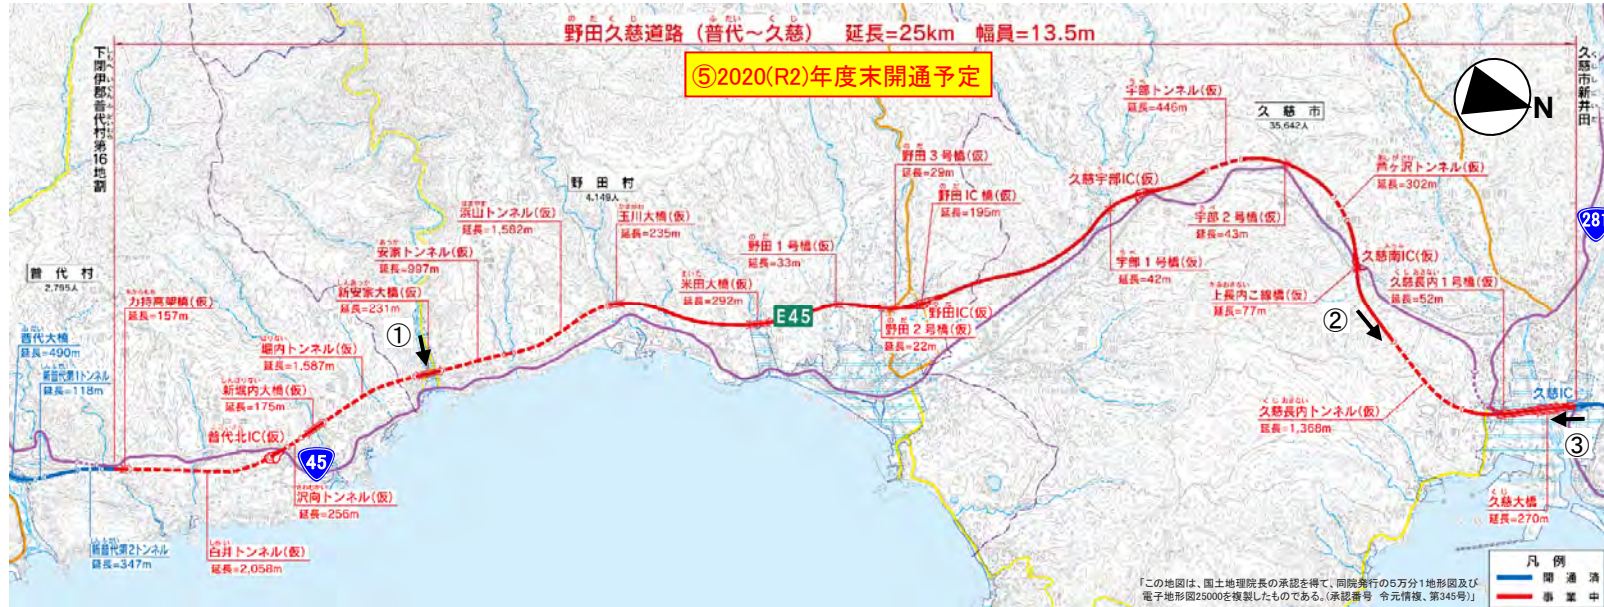 野田久慈道路（普代～久慈） 延長=25km 幅員=13.5m
⑤2020(R2)年度末開通予定
下閉伊郡普代村第16地割
久慈市新井田
N
宇部トンネル(仮)
延長=446m
久慈市
35,642人
野田3号橋(仮)
延長=29m
芦ヶ沢トンネル(仮)
延長=302m
野田村
4,149人
久慈宇部IC(仮)
野田IC橋(仮)
延長=195m
浜山トンネル(仮)
延長=1,582m
玉川大橋(仮)
延長=235m
宇部2号橋(仮)
延長=43m
281
安家トンネル(仮)
延長=997m
野田1号橋(仮)
延長=33m
久慈南IC(仮)
宇部1号橋(仮)
延長=42m
普代村
2,795人
米田大橋(仮)
延長=292m
上長内こ線橋(仮)
延長=77m
久慈長内1号橋(仮)
延長=52m
力持高架橋(仮)
延長=157m
新安家大橋(仮)
延長=231m
E45
野田IC(仮)
①
②
野田2号橋(仮)
延長=22m
普代大橋
延長=490m
堀内トンネル(仮)
延長=1,587m
新普代第1トンネル
延長=118m
新堀内大橋(仮)
延長=175m
久慈IC
久慈長内トンネル(仮)
延長=1,368m
普代北IC(仮)
③
45
沢向トンネル(仮)
延長=256m
久慈大橋
延長=270m
新普代第2トンネル
延長=347m
白井トンネル(仮)
延長=2,058m
凡例
開通済
事業中
「この地図は、国土地理院長の承認を得て、同院発行の5万分1地形図及び
電子地形図25000を複製したものである。(承認番号 令元情複、第345号)」